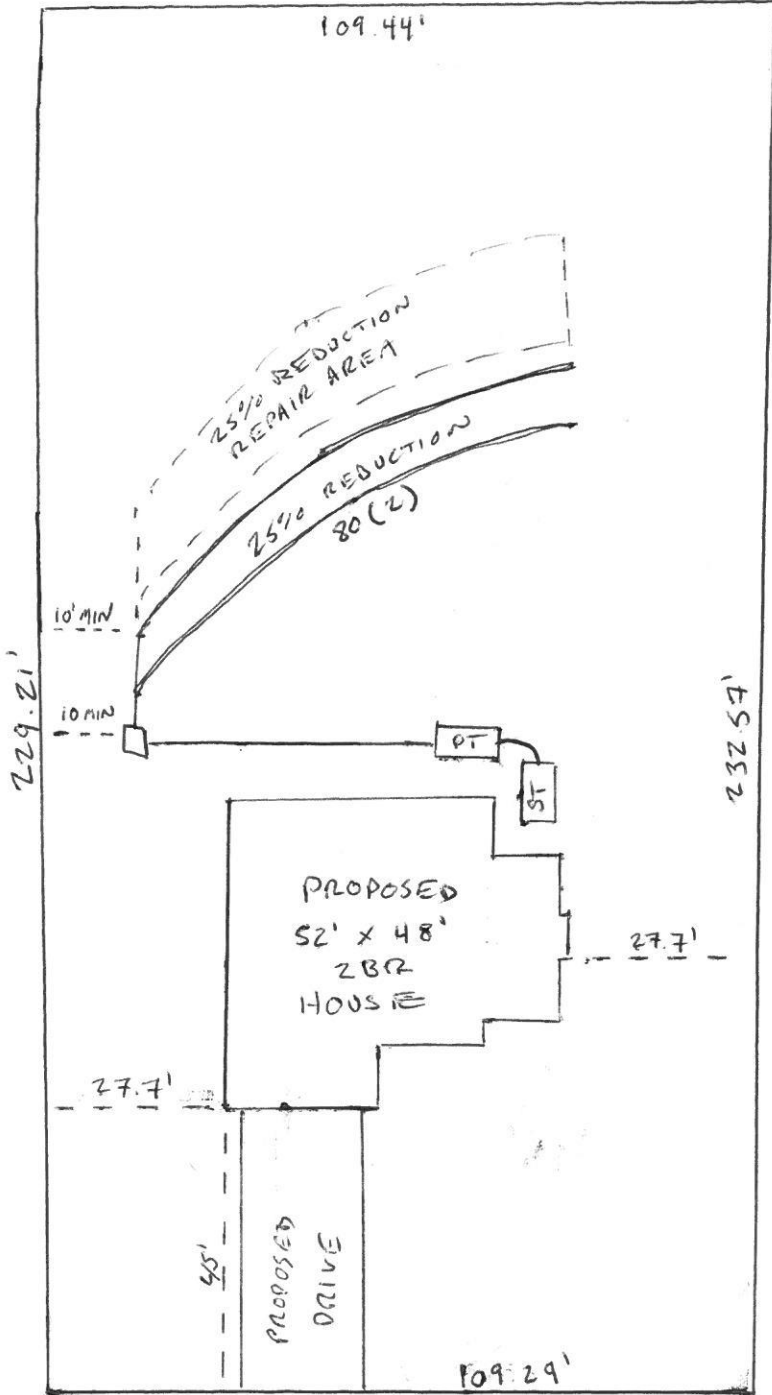 109.44'
25% REDUCTION
REPAIR AREA
25% REDUCTION
80 (2)
10' MIN
10 MIN
229.21'
232.57'
PT
ST
PROPOSED
52' X 48'
2BR
HOUSE
27.7'
27.7'
45'
PROPOSED
DRIVE
109.29'